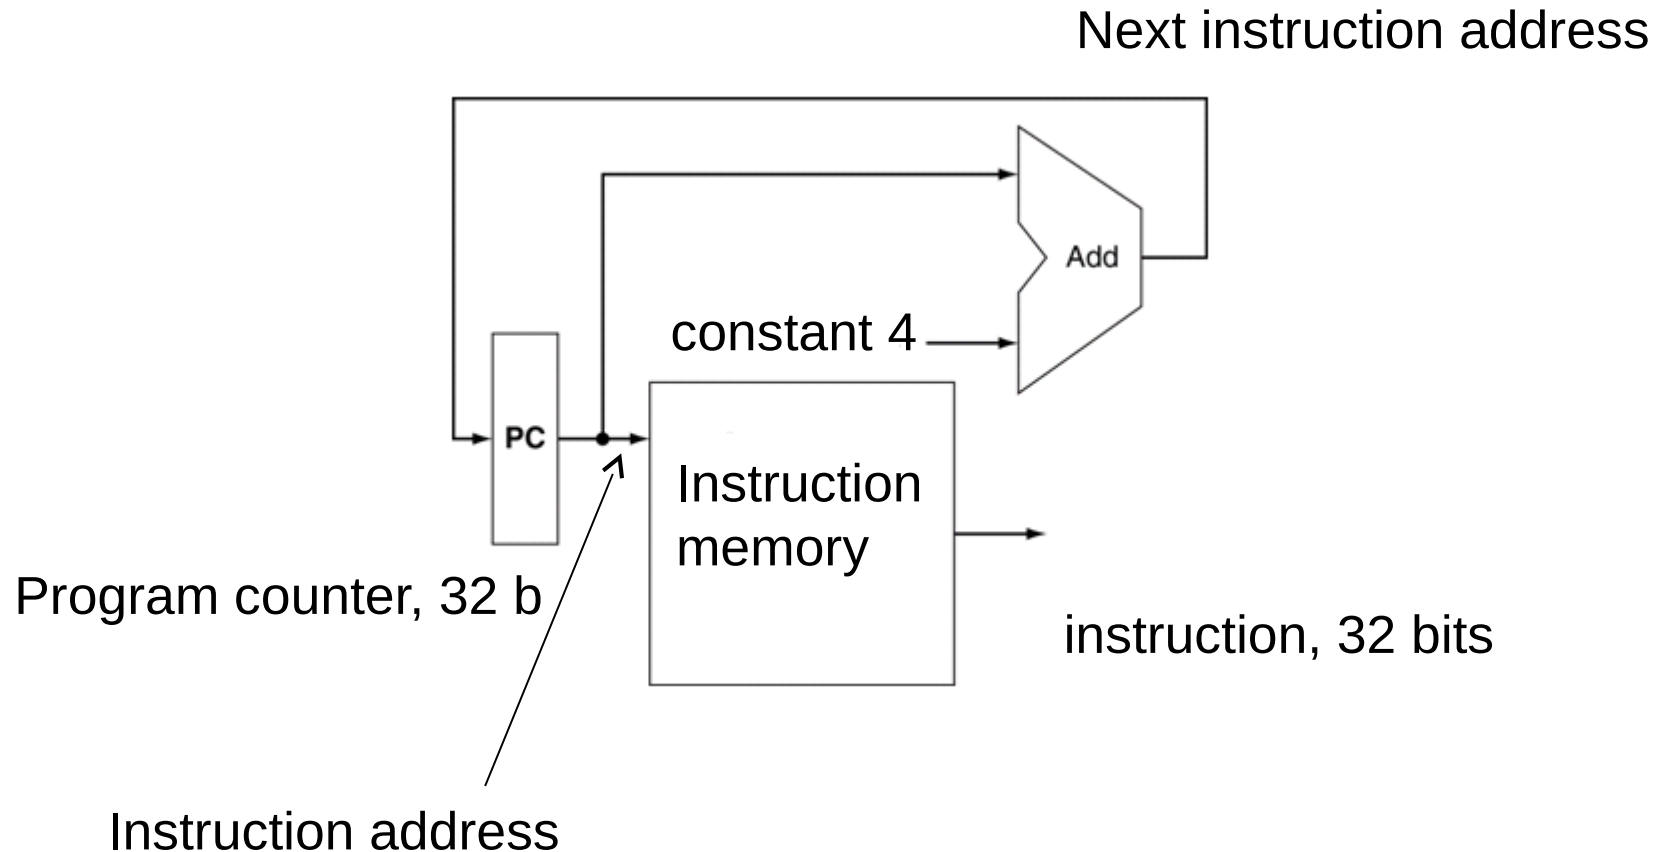 Next instruction address
Add
constant 4
PC
Instruction
memory
Program counter, 32 b
instruction, 32 bits
Instruction address